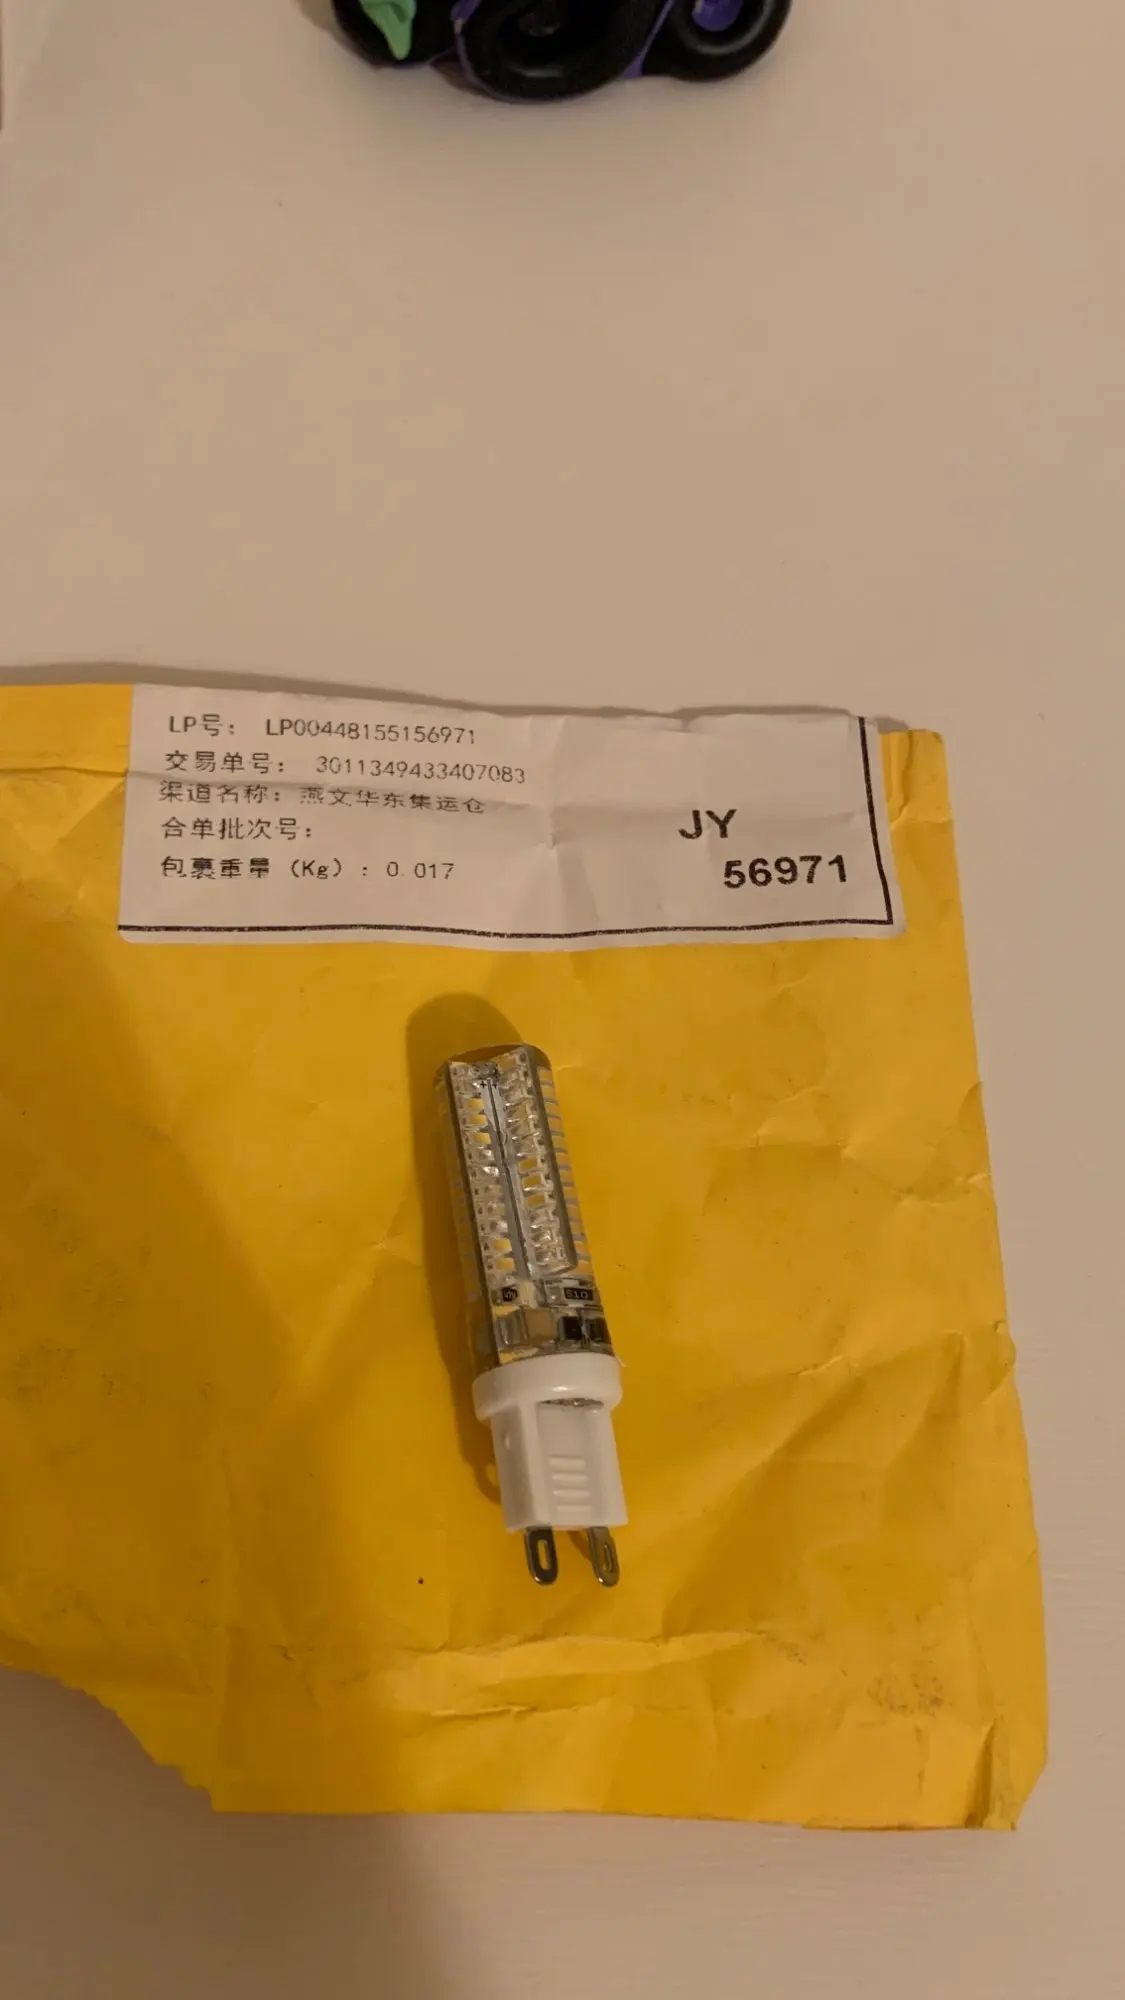 LP号: LP00448155156971
交易单号: 3011349433407083
渠道名称: 燕文华东集运仓
合单批次号:
包裹重量 (Kg) : 0.017
JY
56971
510